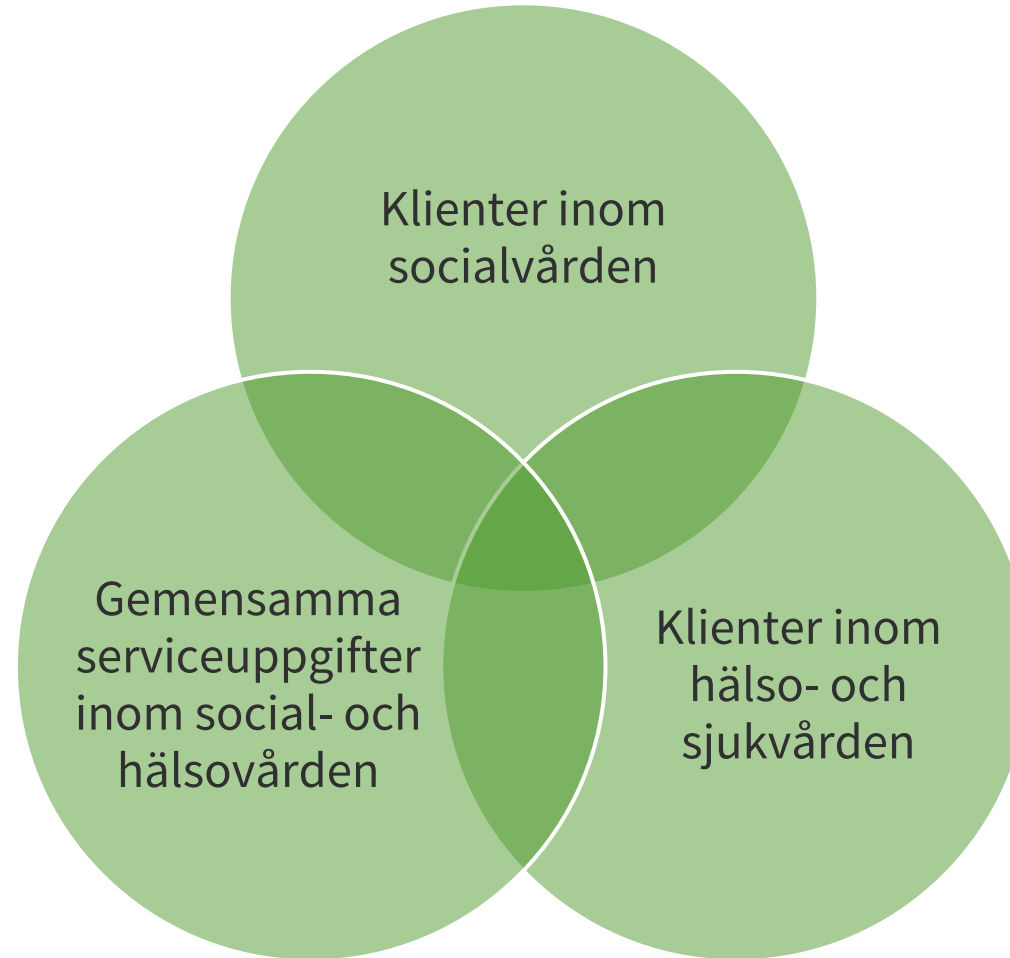 Klienter inom
socialvården
Gemensamma
serviceuppgifter
inom social- och
hälsovården
Klienter inom
hälso- och
sjukvården